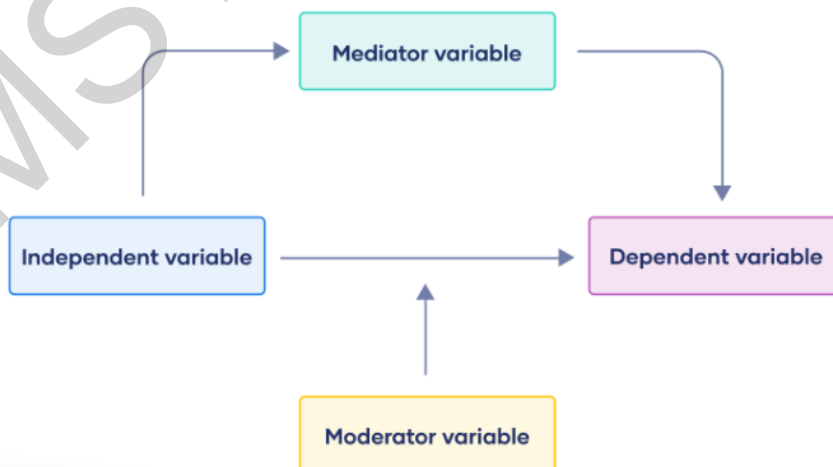 Mediator variable
Independent variable
Dependent variable
Moderator variable